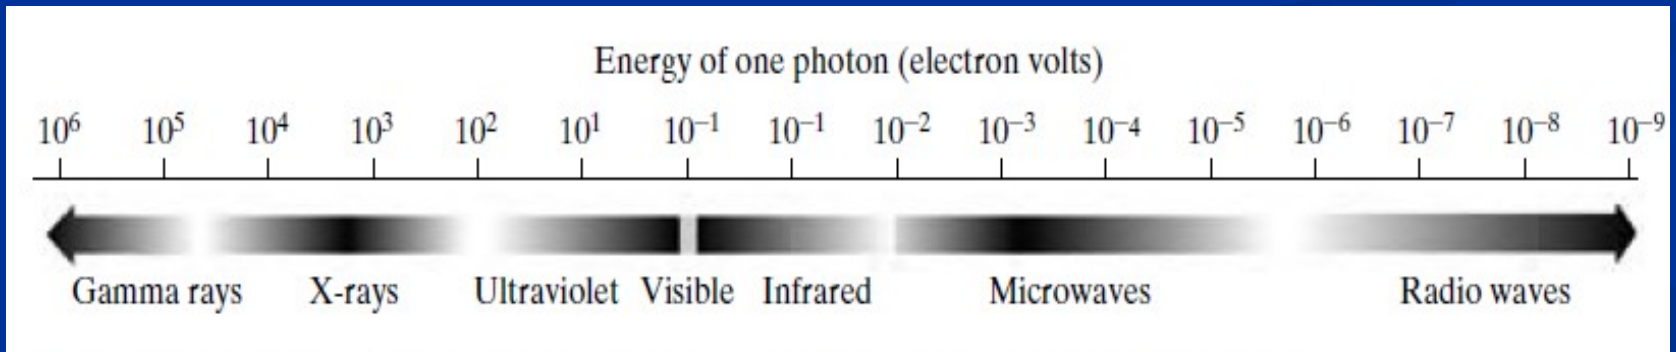 Energy of one photon (electron volts)
10⁶ 10⁵ 10⁴ 10³ 10² 10¹ 10⁻¹ 10⁻¹ 10⁻² 10⁻³ 10⁻⁴ 10⁻⁵ 10⁻⁶ 10⁻⁷ 10⁻⁸ 10⁻⁹
Gamma rays X-rays Ultraviolet Visible Infrared Microwaves Radio waves